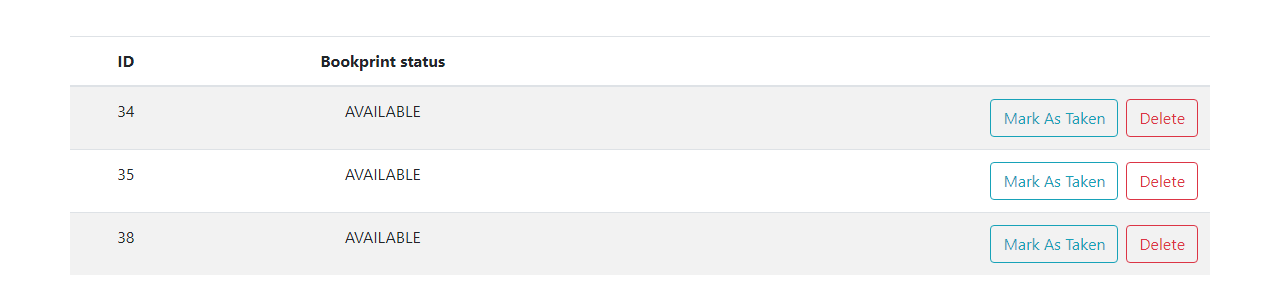 ID Bookprint status
34 AVAILABLE Mark As Taken Delete
35 AVAILABLE Mark As Taken Delete
38 AVAILABLE Mark As Taken Delete